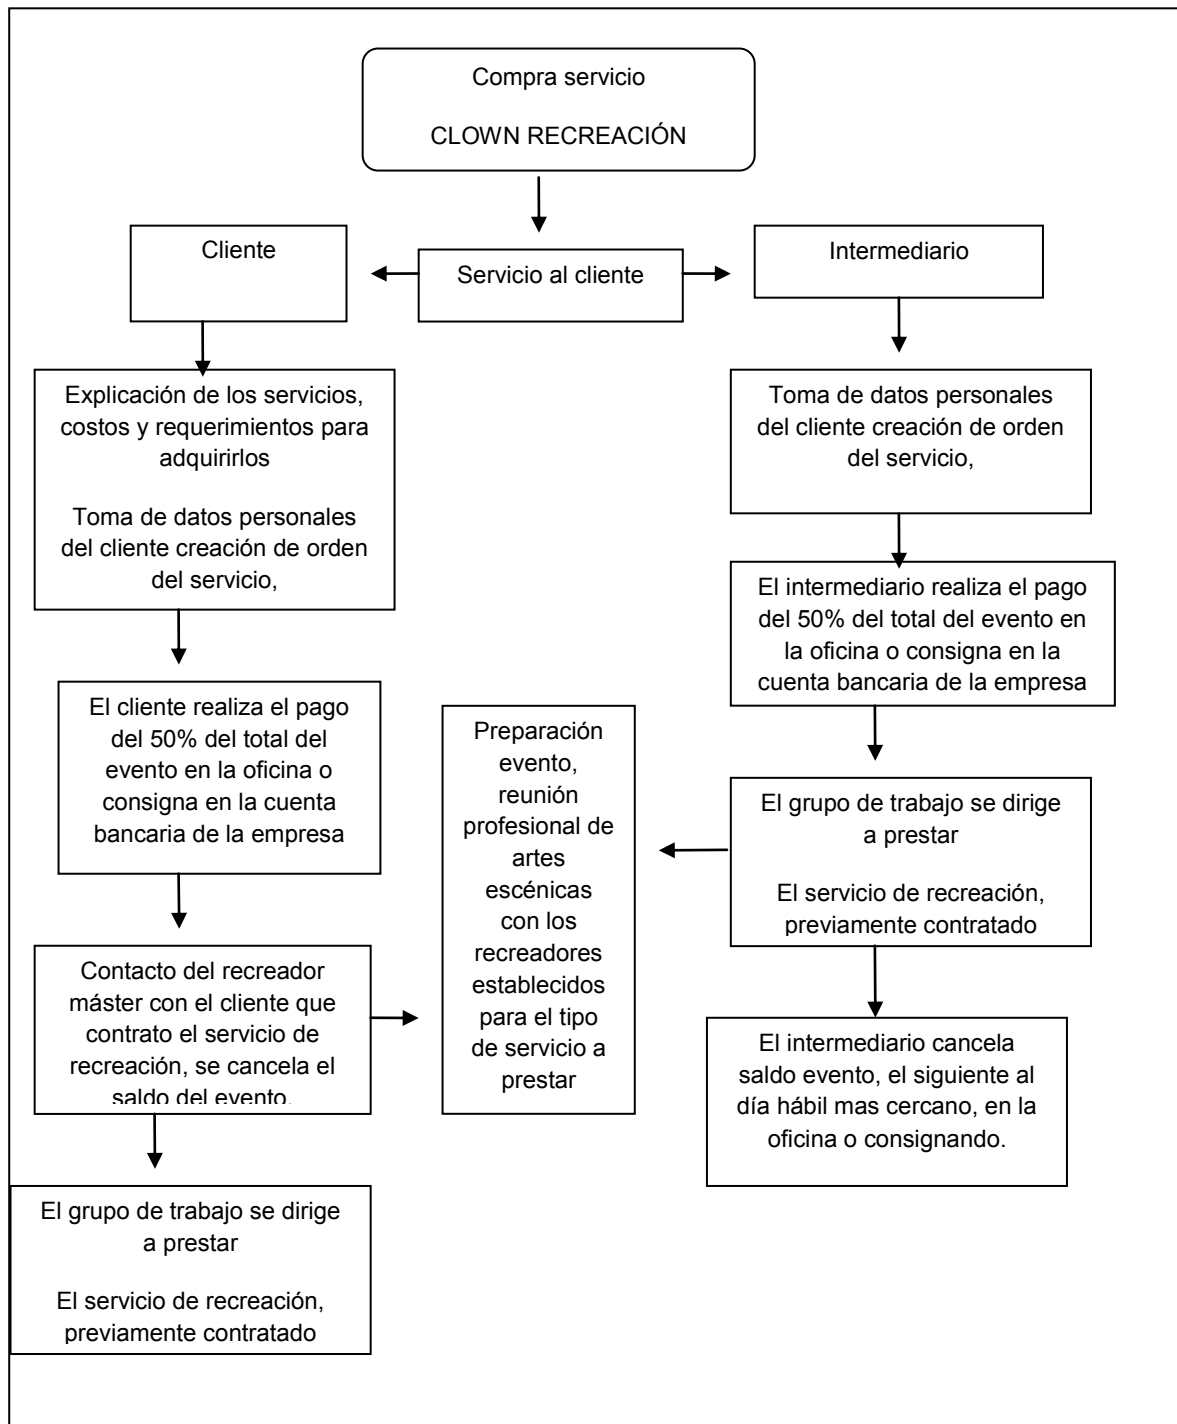 Compra servicio
CLOWN RECREACIÓN
Cliente
Servicio al cliente
Intermediario
Explicación de los servicios,
costos y requerimientos para
adquirirlos
Toma de datos personales
del cliente creación de orden
del servicio,
Toma de datos personales
del cliente creación de orden
del servicio,
El intermediario realiza el pago
del 50% del total del evento en
la oficina o consigna en la
cuenta bancaria de la empresa
El cliente realiza el pago
del 50% del total del
evento en la oficina o
consigna en la cuenta
bancaria de la empresa
Preparación
evento,
reunión
profesional de
artes
escénicas
con los
recreadores
establecidos
para el tipo
de servicio a
prestar
El grupo de trabajo se dirige
a prestar
El servicio de recreación,
previamente contratado
Contacto del recreador
máster con el cliente que
contrato el servicio de
recreación, se cancela el
saldo del evento.
El intermediario cancela
saldo evento, el siguiente al
día hábil mas cercano, en la
oficina o consignando.
El grupo de trabajo se dirige
a prestar
El servicio de recreación,
previamente contratado